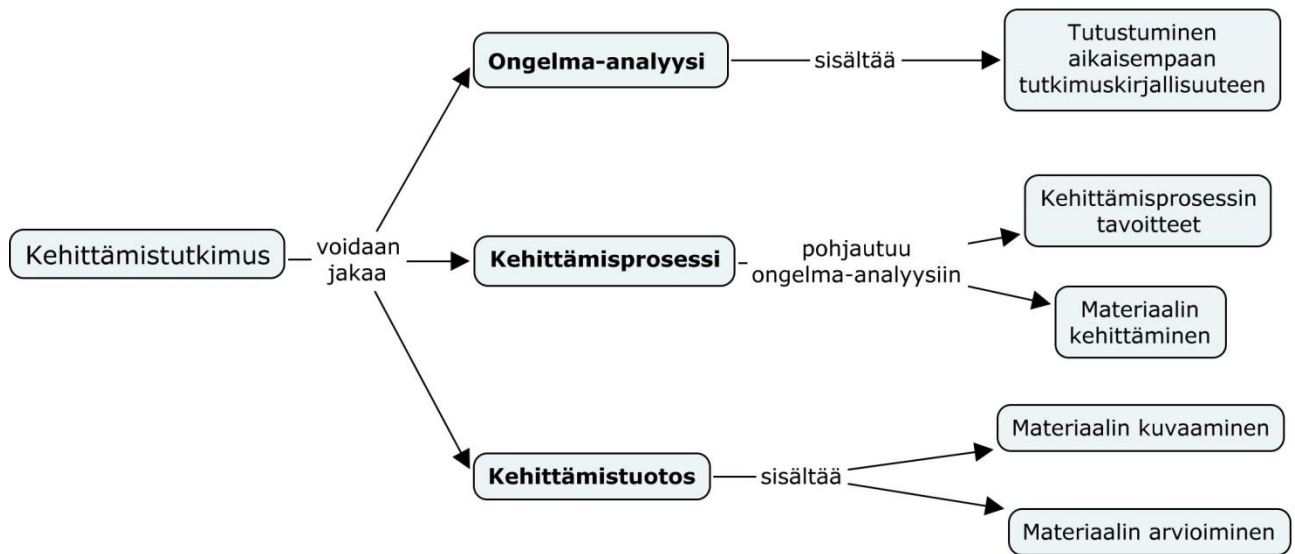 Kehittämistutkimus
voidaan
jakaa
Ongelma-analyysi
sisältää
Tutustuminen
aikaisempaan
tutkimuskirjallisuuteen
Kehittämisprosessi
pohjautuu
ongelma-analyysiin
Kehittämisprosessin
tavoitteet
Materiaalin
kehittäminen
Kehittämistuotos
sisältää
Materiaalin kuvaaminen
Materiaalin arvioiminen